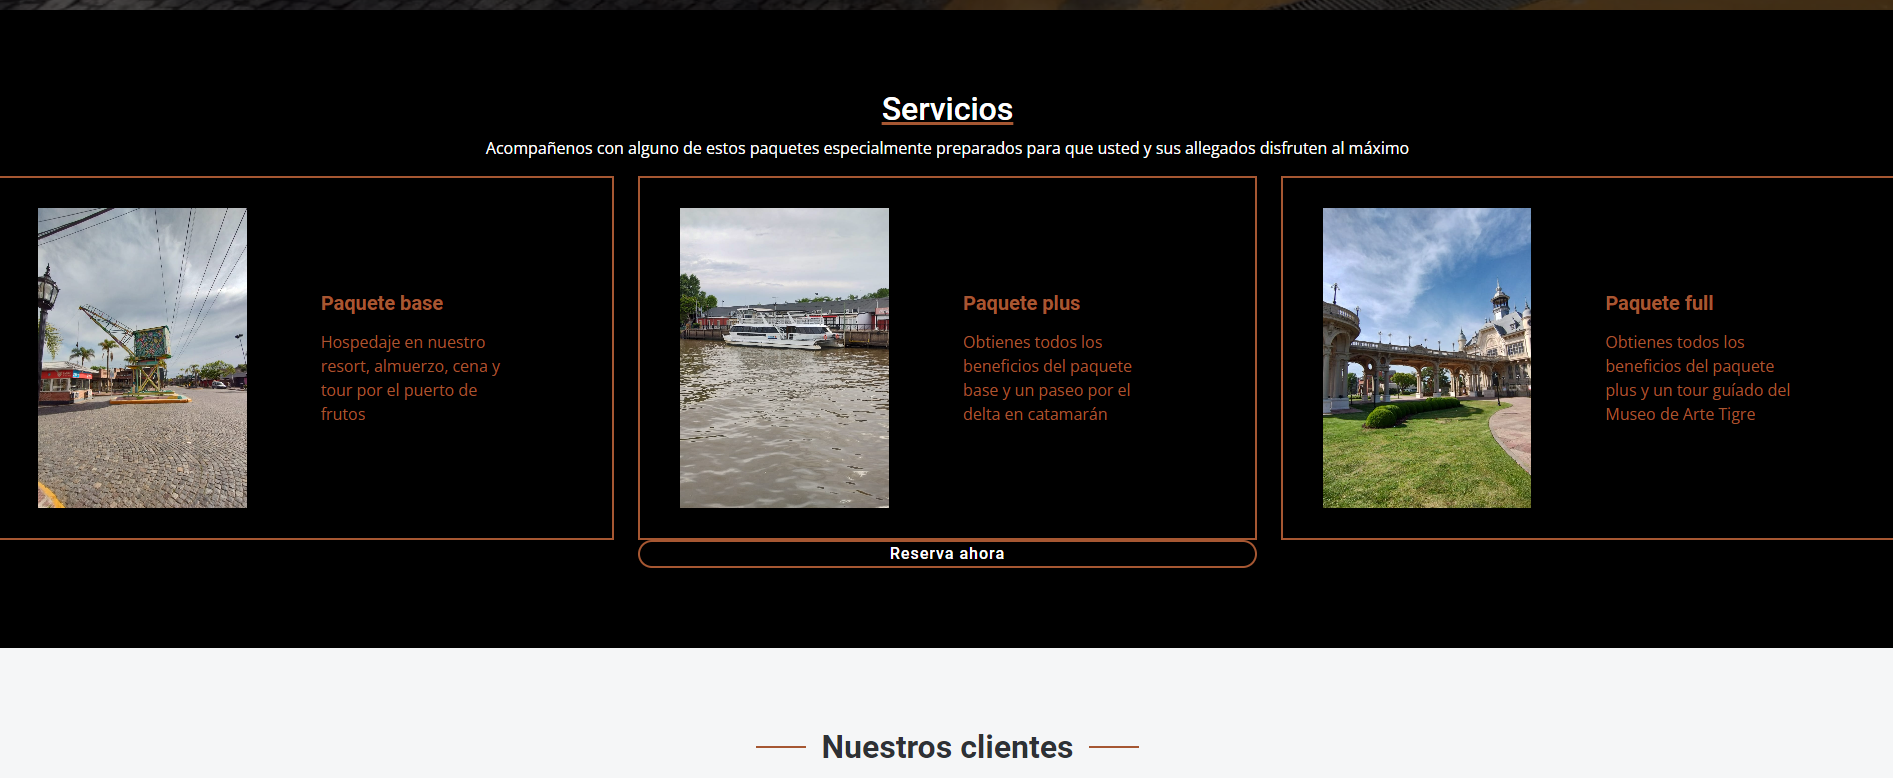 Servicios
Acompañenos con alguno de estos paquetes especialmente preparados para que usted y sus allegados disfruten al máximo
Paquete base
Hospedaje en nuestro
resort, almuerzo, cena y
tour por el puerto de
frutos
Paquete plus
Obtienes todos los
beneficios del paquete
base y un paseo por el
delta en catamarán
Paquete full
Obtienes todos los
beneficios del paquete
plus y un tour guíado del
Museo de Arte Tigre
Reserva ahora
Nuestros clientes